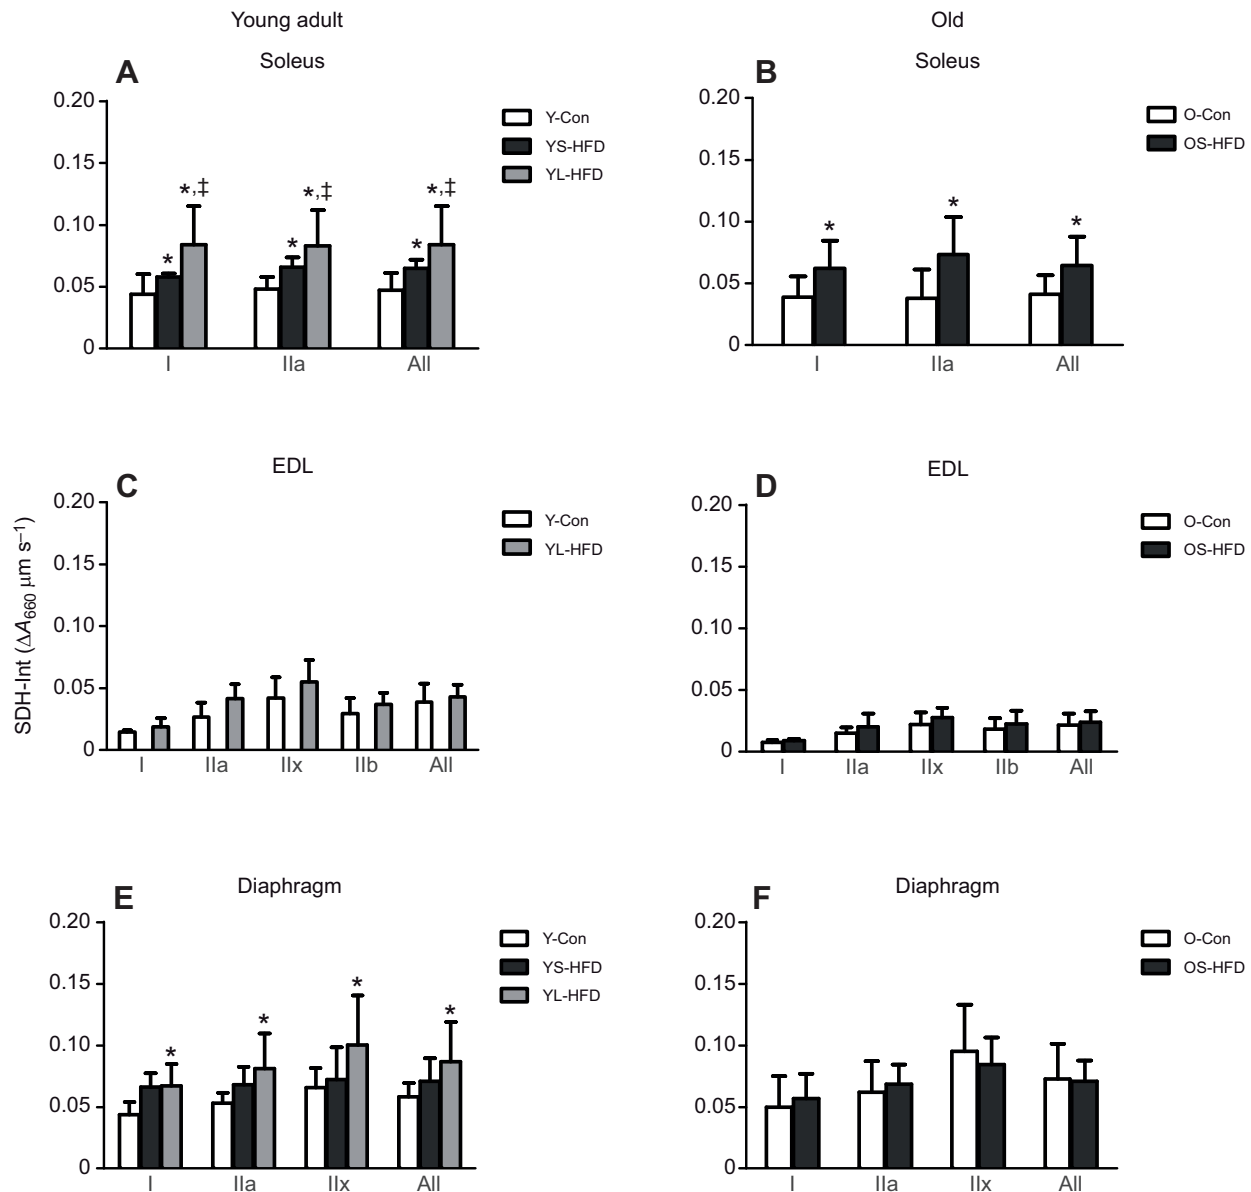 Young adult
Old
A
Soleus
0.20
0.15
0.10
0.05
0
*,‡
*,‡
*,‡
*
*
*
I
IIa
All
Y-Con
YS-HFD
YL-HFD
B
Soleus
0.20
0.15
0.10
0.05
0
*
*
*
I
IIa
All
O-Con
OS-HFD
SDH-Int (ΔA660 μm s–1)
C
EDL
0.20
0.15
0.10
0.05
0
I
IIa
IIx
IIb
All
Y-Con
YL-HFD
D
EDL
0.20
0.15
0.10
0.05
0
I
IIa
IIx
IIb
All
O-Con
OS-HFD
E
Diaphragm
0.20
0.15
0.10
0.05
0
*
*
*
*
I
IIa
IIx
All
Y-Con
YS-HFD
YL-HFD
F
Diaphragm
0.20
0.15
0.10
0.05
0
I
IIa
IIx
All
O-Con
OS-HFD